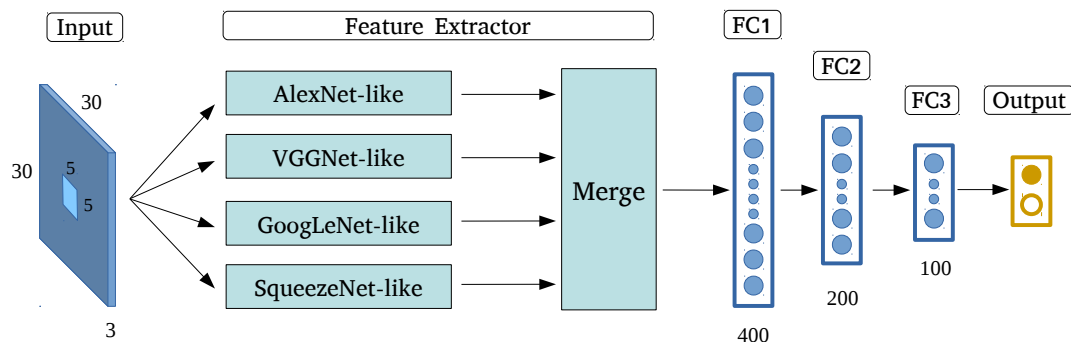 Input
Feature Extractor
FC1
FC2
FC3
Output
30
30
5
5
3
AlexNet-like
VGGNet-like
GoogLeNet-like
SqueezeNet-like
Merge
400
200
100